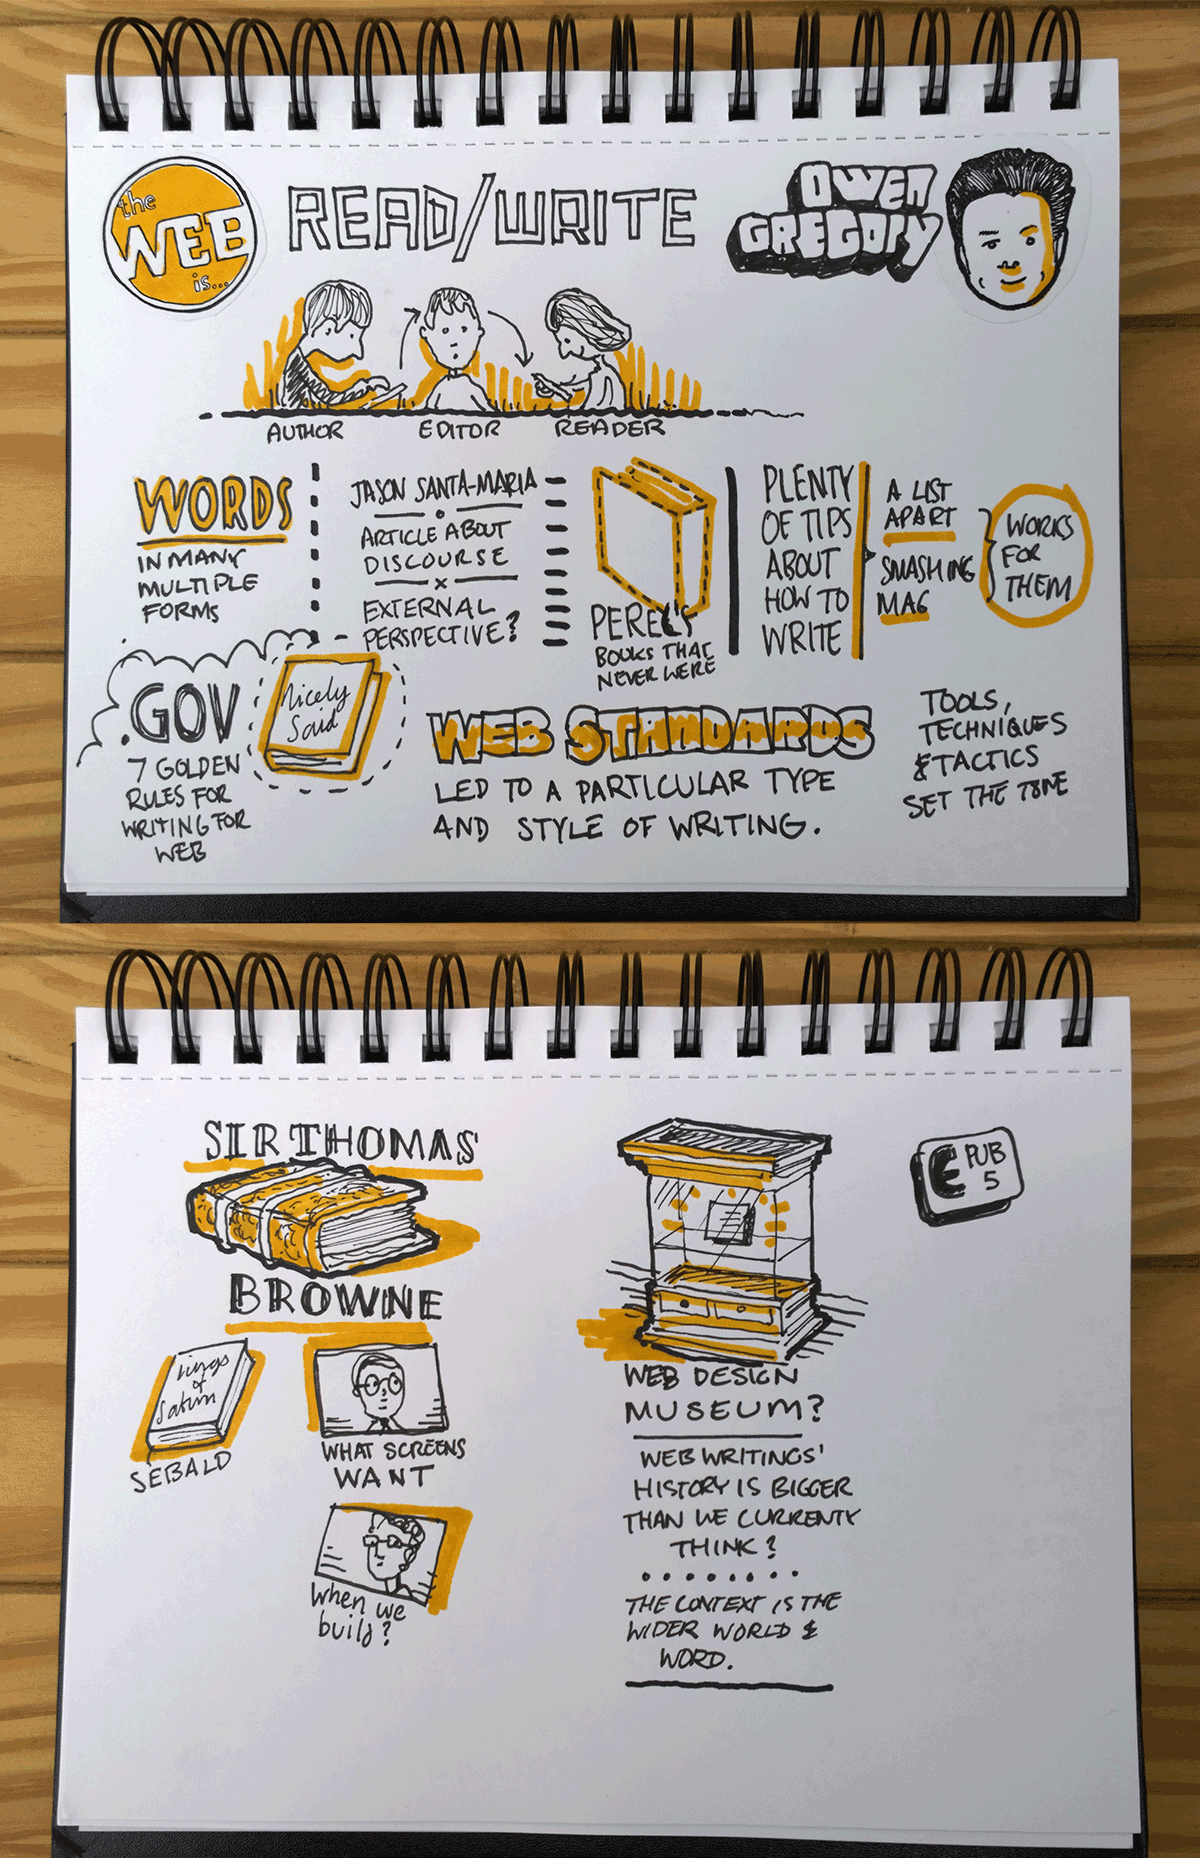 the
WEB
is...
READ/WRITE
OWEN
GREGORY
AUTHOR
EDITOR
READER
WORDS
IN MANY
MULTIPLE
FORMS
JASON SANTA-MARIA
ARTICLE ABOUT
DISCOURSE
EXTERNAL
PERSPECTIVE?
PEREC'S
BOOKS THAT
NEVER WERE
PLENTY
OF TIPS
ABOUT
HOW TO
WRITE
A LIST
APART
SMASHING
MAG
WORKS
FOR
THEM
.GOV
7 GOLDEN
RULES FOR
WRITING FOR
WEB
Nicely
Said
WEB STANDARDS
LED TO A PARTICULAR TYPE
AND STYLE OF WRITING.
TOOLS,
TECHNIQUES
& TACTICS
SET THE TONE
SIR THOMAS
BROWNE
rings
of
Saturn
SEBALD
WHAT SCREENS
WANT
When we
build?
WEB DESIGN
MUSEUM?
WEB WRITINGS'
HISTORY IS BIGGER
THAN WE CURRENTY
THINK?
THE CONTEXT IS THE
WIDER WORLD &
WORD.
E PUB
5